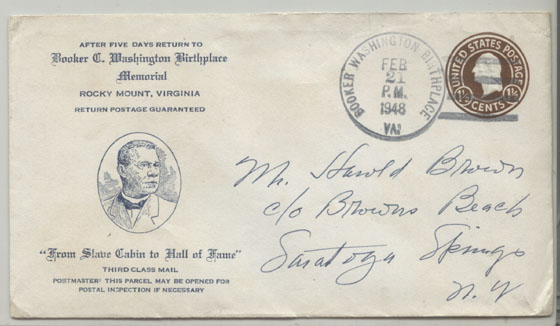 AFTER FIVE DAYS RETURN TO
Booker T. Washington Birthplace
Memorial
ROCKY MOUNT, VIRGINIA
RETURN POSTAGE GUARANTEED
"From Slave Cabin to Hall of Fame"
THIRD CLASS MAIL
POSTMASTER: THIS PARCEL MAY BE OPENED FOR
POSTAL INSPECTION IF NECESSARY
BOOKER WASHINGTON BIRTHPLACE
FEB
21
P.M.
1948
VA.
UNITED STATES POSTAGE
1½ CENTS 1½
Mr. Harold Brown
c/o Browns Beach
Saratoga Springs
N.Y